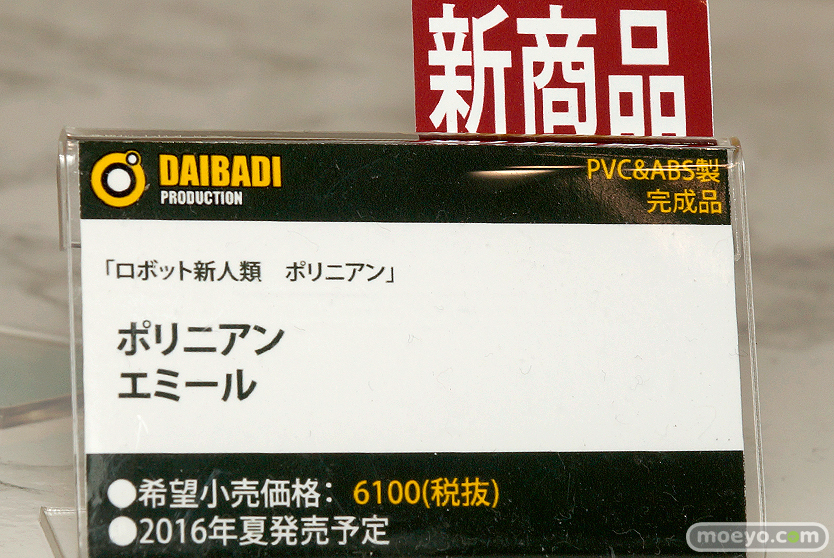 新商品
DAIBADI
PRODUCTION
PVC&ABS製
完成品
「ロボット新人類　ポリニアン」
ポリニアン
エミール
●希望小売価格： 6100(税抜)
●2016年夏発売予定
moeyo.com